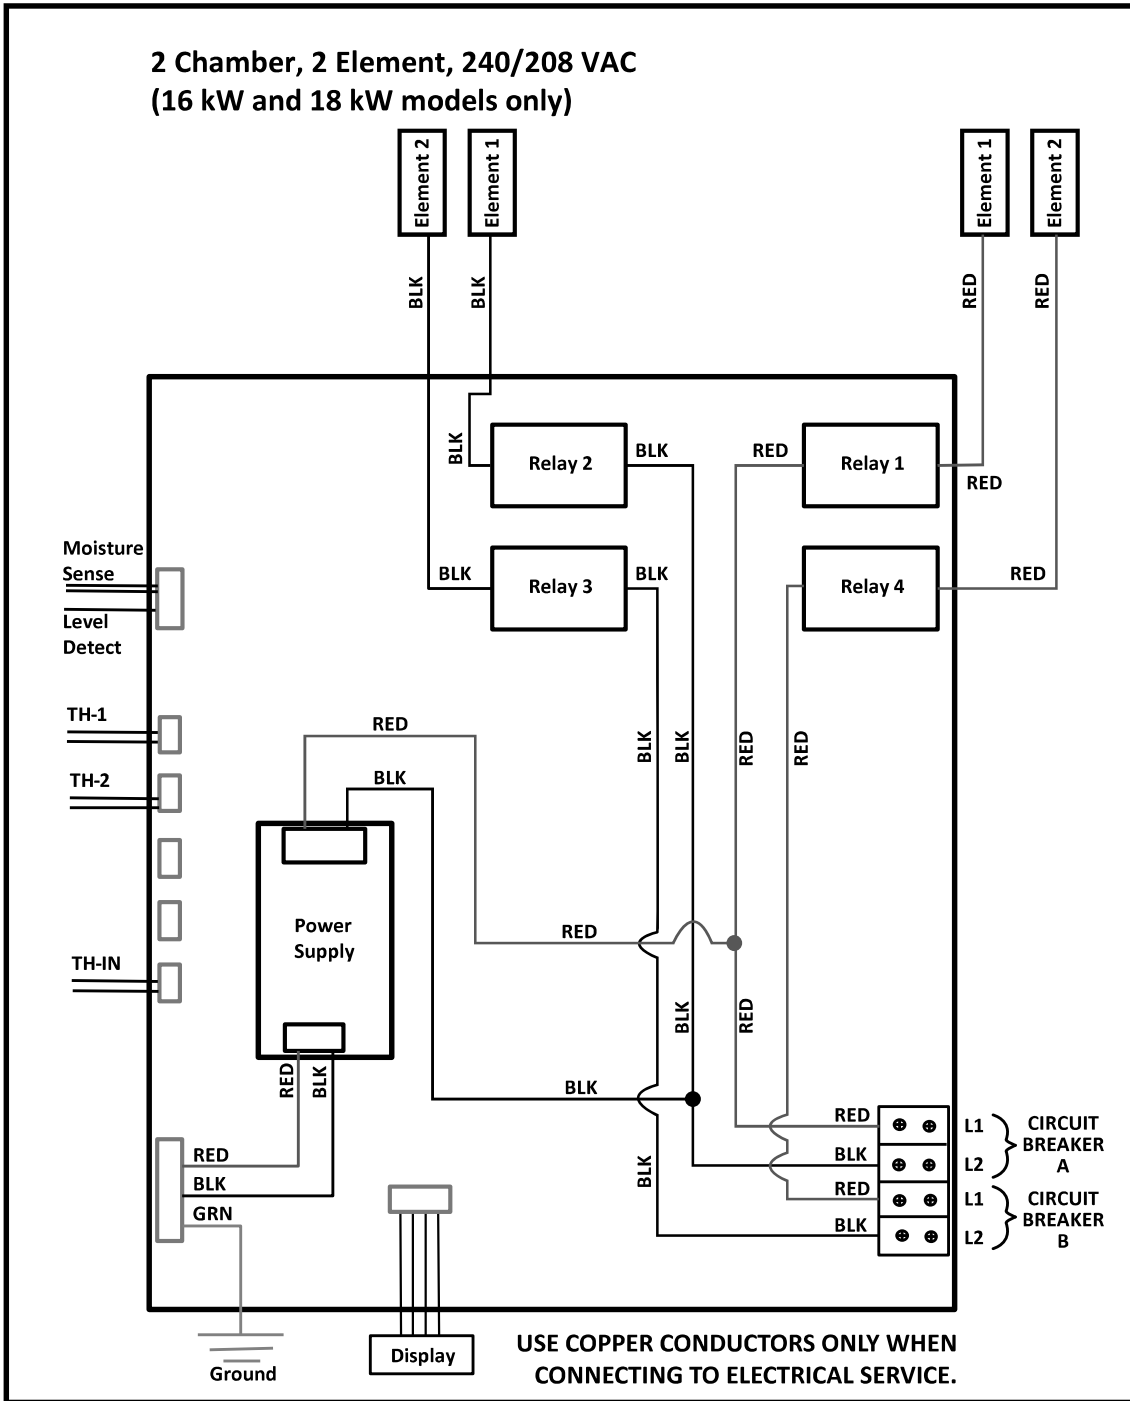 2 Chamber, 2 Element, 240/208 VAC
(16 kW and 18 kW models only)
Element 2
Element 1
Element 1
Element 2
BLK
BLK
RED
RED
BLK
Relay 2
BLK
RED
Relay 1
RED
BLK
Relay 3
BLK
Relay 4
RED
Moisture
Sense
Level
Detect
TH-1
TH-2
TH-IN
RED
BLK
BLK
BLK
RED
RED
Power
Supply
RED
BLK
RED
BLK
RED
BLK
RED
BLK
GRN
BLK
RED
BLK
RED
BLK
L1
L2
L1
L2
CIRCUIT
BREAKER
A
CIRCUIT
BREAKER
B
Ground
Display
USE COPPER CONDUCTORS ONLY WHEN
CONNECTING TO ELECTRICAL SERVICE.